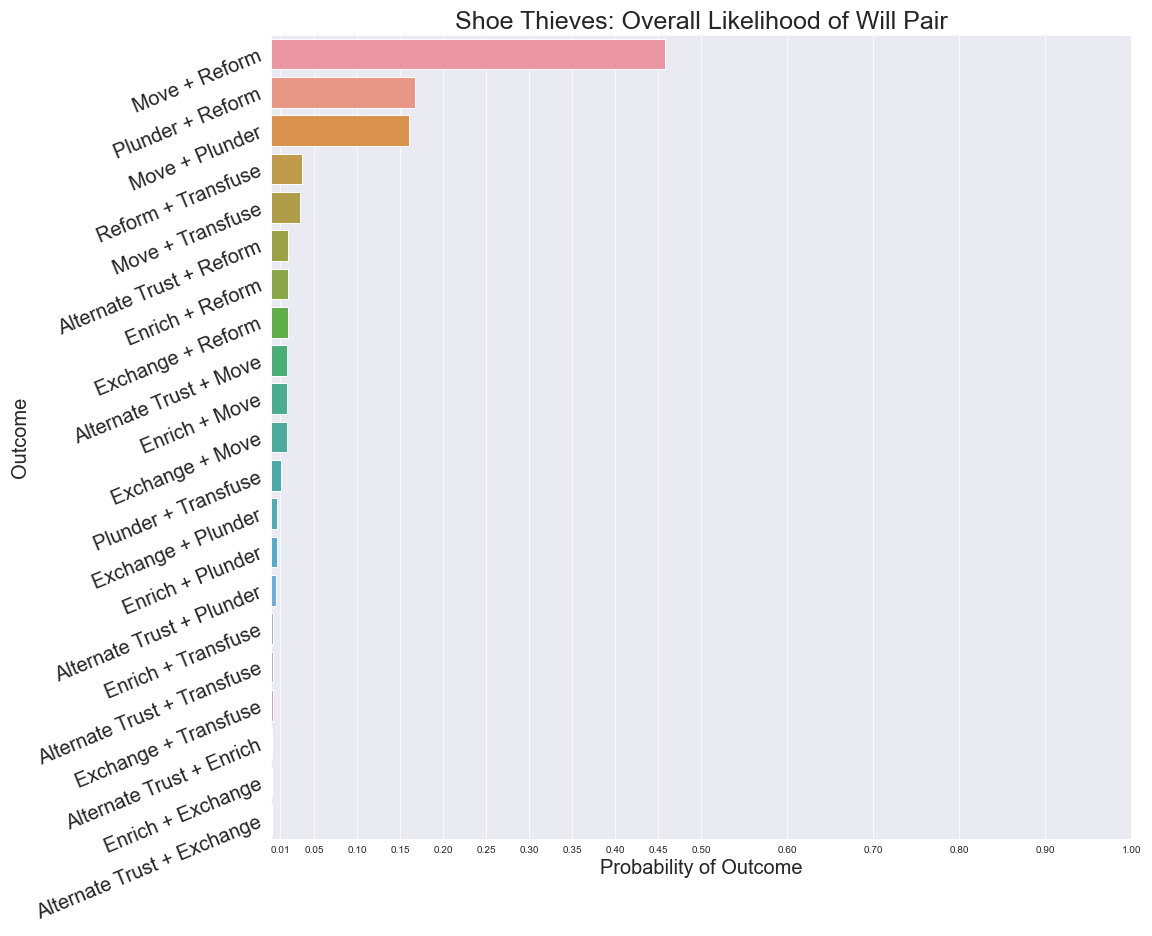 Shoe Thieves: Overall Likelihood of Will Pair
Outcome
Move + Reform
Plunder + Reform
Move + Plunder
Reform + Transfuse
Move + Transfuse
Alternate Trust + Reform
Enrich + Reform
Exchange + Reform
Alternate Trust + Move
Enrich + Move
Exchange + Move
Plunder + Transfuse
Exchange + Plunder
Enrich + Plunder
Alternate Trust + Plunder
Enrich + Transfuse
Alternate Trust + Transfuse
Exchange + Transfuse
Alternate Trust + Enrich
Enrich + Exchange
Alternate Trust + Exchange
0.01 0.05 0.10 0.15 0.20 0.25 0.30 0.35 0.40 0.45 0.50 0.60 0.70 0.80 0.90 1.00
Probability of Outcome